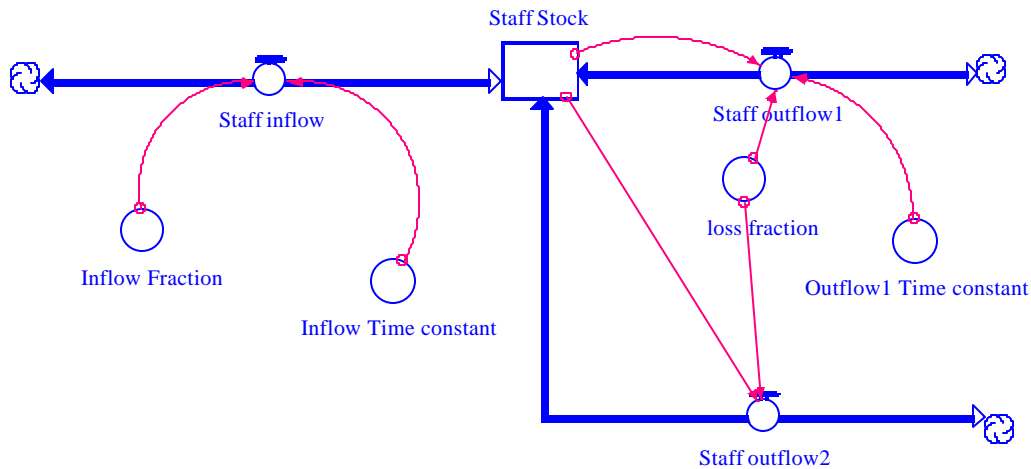 Staff Stock
Staff inflow
Staff outflow1
loss fraction
Inflow Fraction
Outflow1 Time constant
Inflow Time constant
Staff outflow2